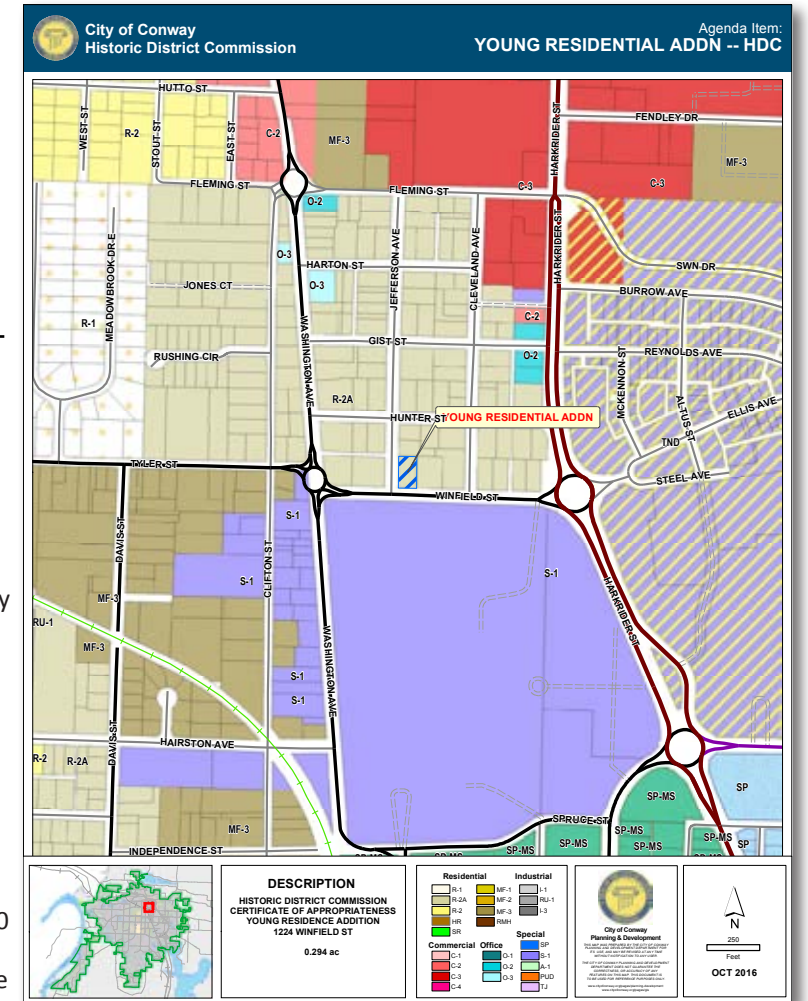 City of Conway
Historic District Commission
Agenda Item:
YOUNG RESIDENTIAL ADDN -- HDC
HUTTO ST
WEST ST
R-2
STOUT ST
EAST ST
C-2
MF-3
HARKRIDER ST
FENDLEY DR
MF-3
FLEMING ST
FLEMING ST
C-3
C-3
O-2
MEADOWBROOK DR E
O-3
HARTON ST
JEFFERSON AVE
CLEVELAND AVE
HARKRIDER ST
SWN DR
JONES CT
O-3
BURROW AVE
R-1
WASHINGTON AVE
C-2
RUSHING CIR
GIST ST
O-2
REYNOLDS AVE
MCKENNON ST
ALTUS ST
ELLIS AVE
R-2A
HUNTER ST
YOUNG RESIDENTIAL ADDN
TND
TYLER ST
STEEL AVE
WINFIELD ST
DAVIS ST
S-1
CLIFTON ST
S-1
S-1
HARKRIDER ST
MF-3
RU-1
MF-3
WASHINGTON AVE
S-1
S-1
DAVIS ST
HAIRSTON AVE
R-2
R-2A
SP
SP-MS
MF-3
SPRUCE ST
SP-MS
SP-MS
SP-MS
SP-MS
SP
INDEPENDENCE ST
SP-MS
SP-MS
y
0
e
DESCRIPTION
HISTORIC DISTRICT COMMISSION
CERTIFICATE OF APPROPRIATENESS
YOUNG RESIDENCE ADDITION
1224 WINFIELD ST
0.294 ac
Residential
R-1
R-2A
R-2
HR
SR
MF-1
MF-2
MF-3
RMH
Industrial
I-1
RU-1
I-3
Commercial
C-1
C-2
C-3
C-4
Office
O-1
O-2
O-3
Special
SP
S-1
A-1
PUD
TJ
City of Conway
Planning & Development
N
250
Feet
OCT 2016